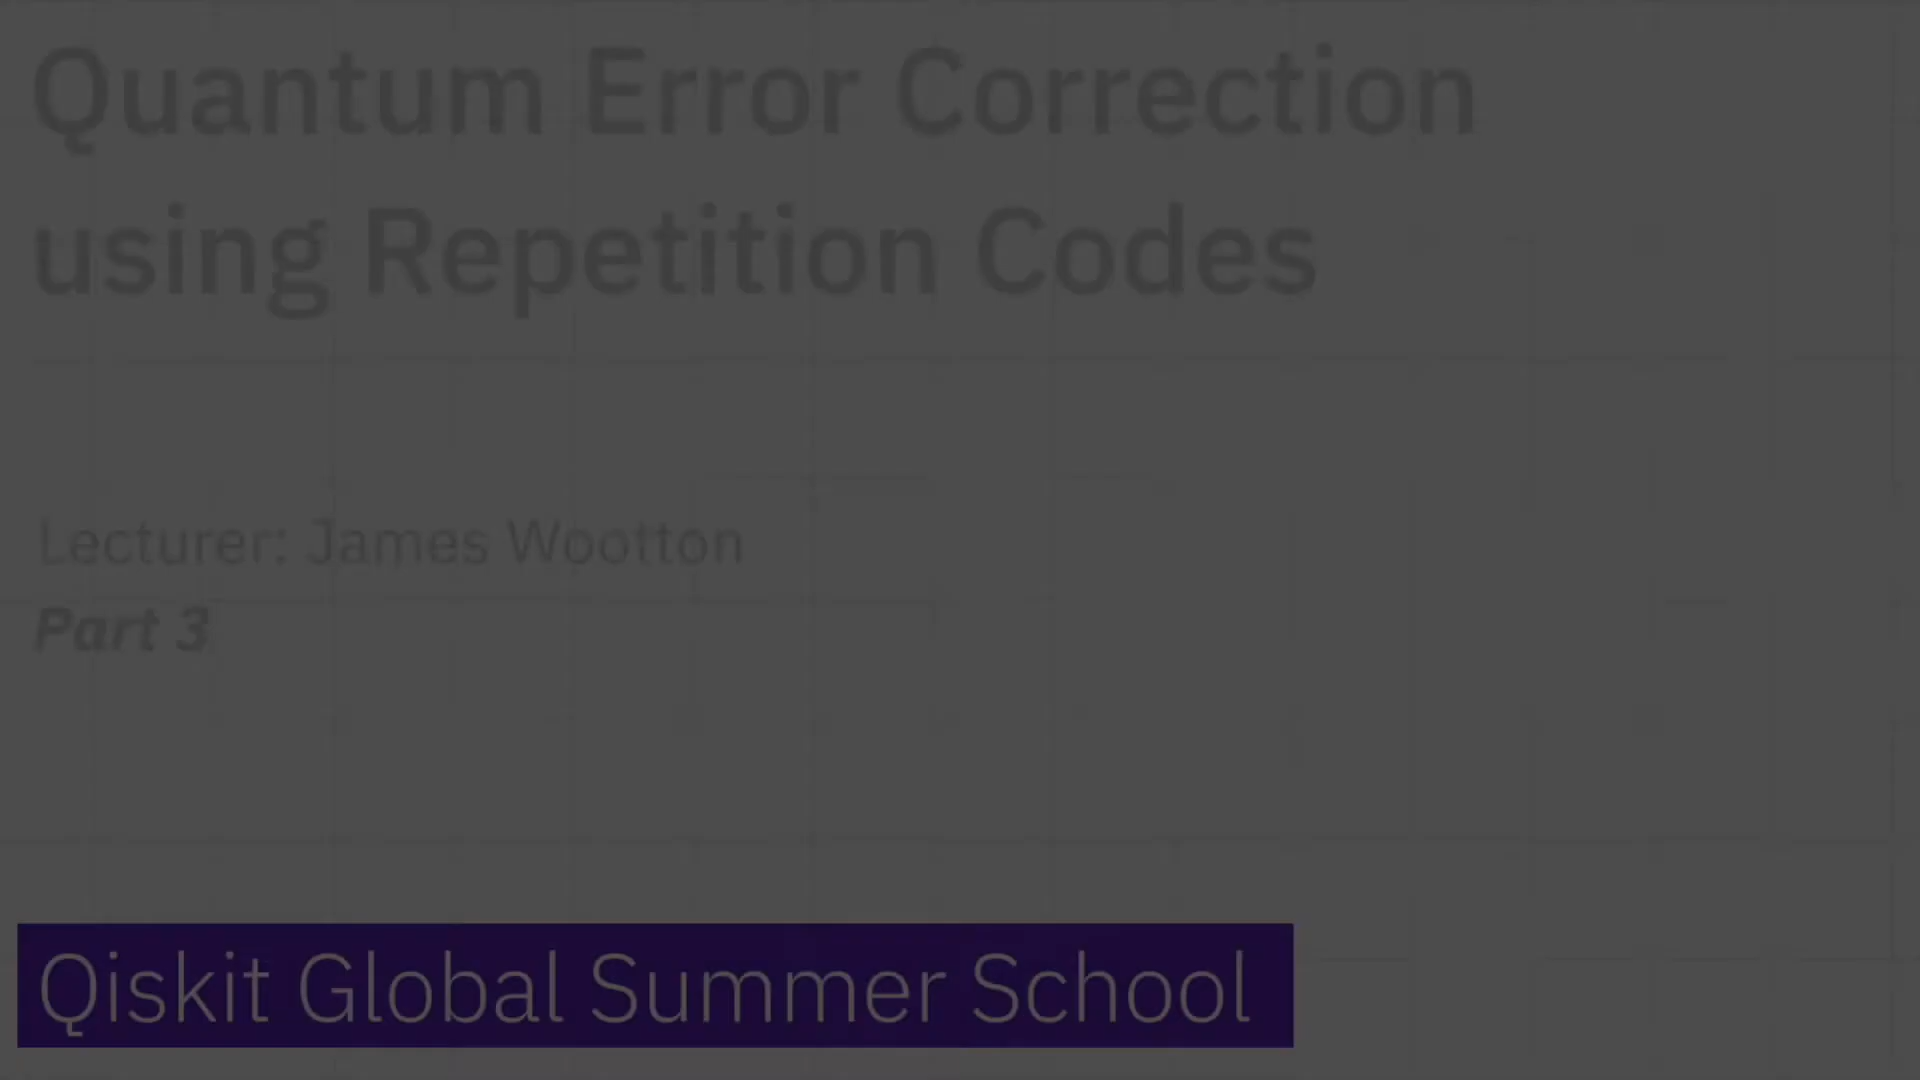 Quantum Error Correction
using Repetition Codes
Lecturer: James Wootton
Part 3
Qiskit Global Summer School